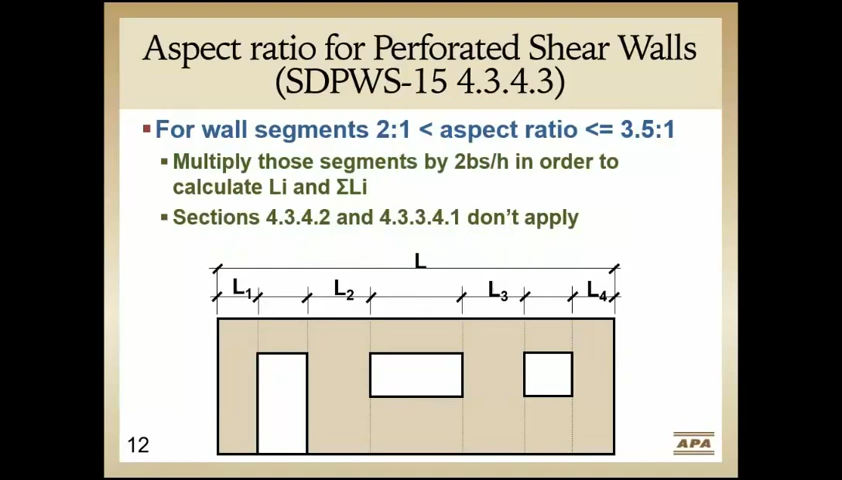 Aspect ratio for Perforated Shear Walls
(SDPWS-15 4.3.4.3)
For wall segments 2:1 < aspect ratio <= 3.5:1
Multiply those segments by 2bs/h in order to
calculate Li and ΣLi
Sections 4.3.4.2 and 4.3.3.4.1 don't apply
L
L1 L2 L3 L4
12
APA